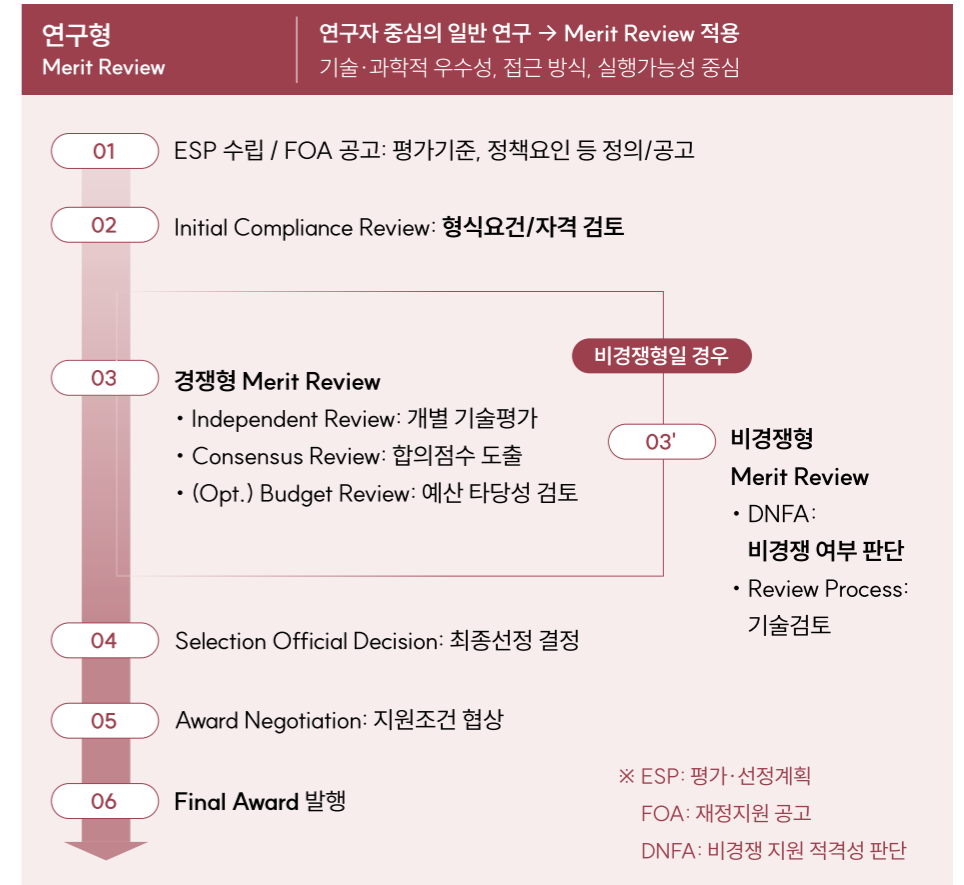 연구형
Merit Review
연구자 중심의 일반 연구 → Merit Review 적용
기술·과학적 우수성, 접근 방식, 실행가능성 중심
01 ESP 수립 / FOA 공고: 평가기준, 정책요인 등 정의/공고
02 Initial Compliance Review: 형식요건/자격 검토
03 경쟁형 Merit Review
• Independent Review: 개별 기술평가
• Consensus Review: 합의점수 도출
• (Opt.) Budget Review: 예산 타당성 검토
비경쟁형일 경우
03' 비경쟁형
Merit Review
• DNFA:
비경쟁 여부 판단
• Review Process:
기술검토
04 Selection Official Decision: 최종선정 결정
05 Award Negotiation: 지원조건 협상
06 Final Award 발행
※ ESP: 평가·선정계획
FOA: 재정지원 공고
DNFA: 비경쟁 지원 적격성 판단